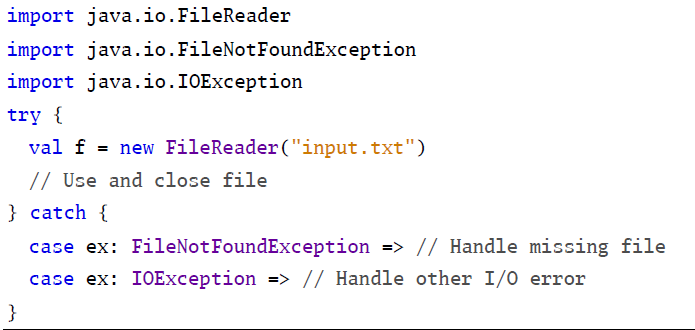 import java.io.FileReader
import java.io.FileNotFoundException
import java.io.IOException
try {
  val f = new FileReader("input.txt")
  // Use and close file
} catch {
  case ex: FileNotFoundException => // Handle missing file
  case ex: IOException => // Handle other I/O error
}